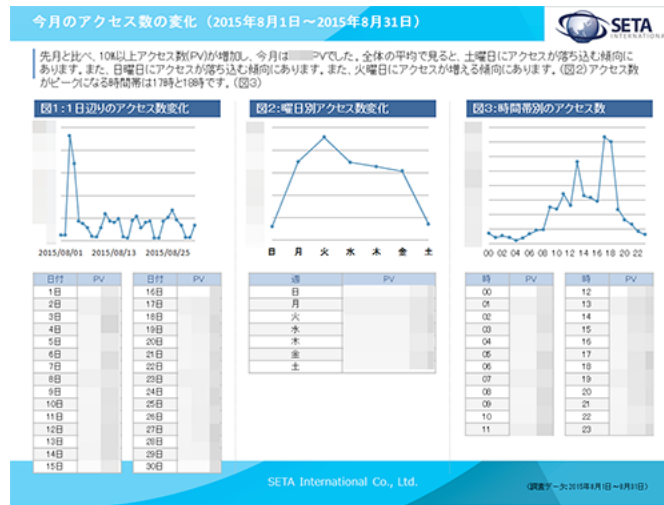 今月のアクセス数の変化（2015年8月1日～2015年8月31日）
SETA
INTERNATIONAL
先月と比べ、10%以上アクセス数(PV)が増加し、今月は PVでした。全体の平均で見ると、土曜日にアクセスが落ち込む傾向に
あります。また、日曜日にアクセスが落ち込む傾向にあります。また、火曜日にアクセスが増える傾向にあります。(図2)アクセス数
がピークになる時間帯は17時と18時です。(図3)
図1:1日辺りのアクセス数変化
2015/08/01 2015/08/13 2015/08/25
日付 PV 日付 PV
1日 16日
2日 17日
3日 18日
4日 19日
5日 20日
6日 21日
7日 22日
8日 23日
9日 24日
10日 25日
11日 26日
12日 27日
13日 28日
14日 29日
15日 30日
図2:曜日別アクセス数変化
日 月 火 水 木 金 土
週 PV
日
月
火
水
木
金
土
図3:時間帯別のアクセス数
00 02 04 06 08 10 12 14 16 18 20 22
時 PV 時 PV
00 12
01 13
02 14
03 15
04 16
05 17
06 18
07 19
08 20
09 21
10 22
11 23
SETA International Co., Ltd.
(調査データ:2015年8月1日～8月31日)